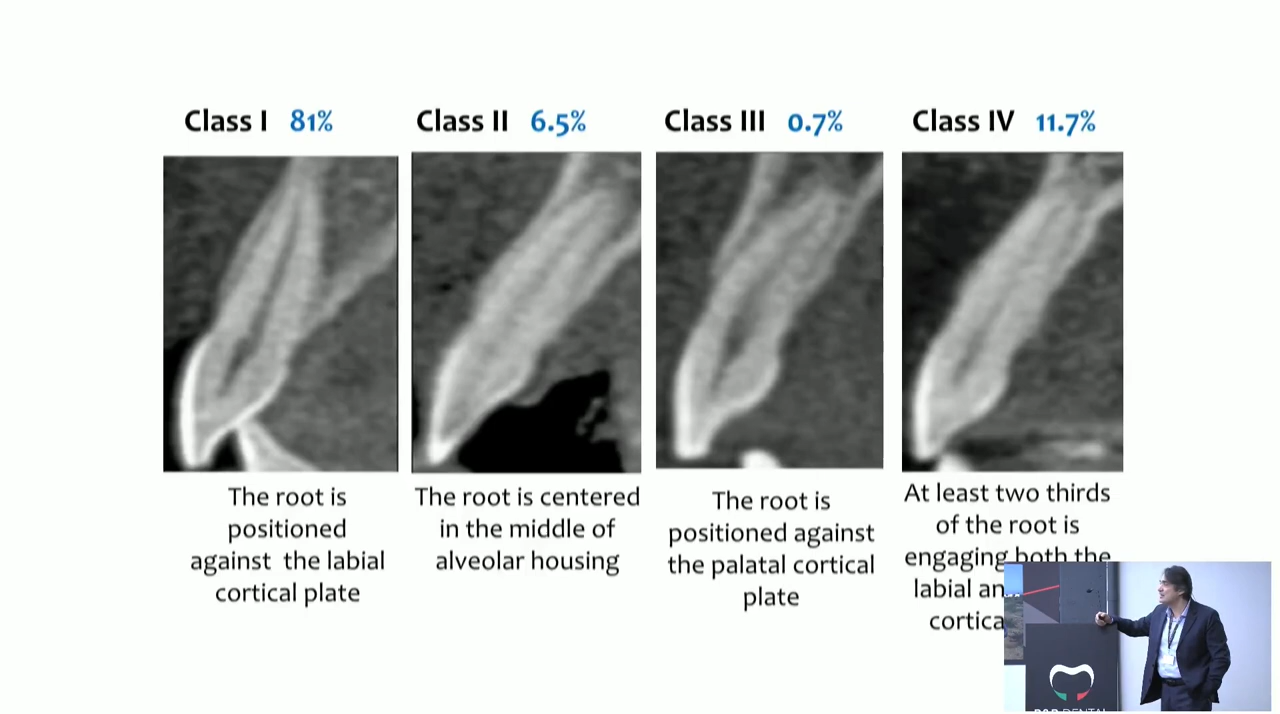 Class I 81%
Class II 6.5%
Class III 0.7%
Class IV 11.7%
The root is
positioned
against the labial
cortical plate
The root is centered
in the middle of
alveolar housing
The root is
positioned against
the palatal cortical
plate
At least two thirds
of the root is
engaging both the
labial